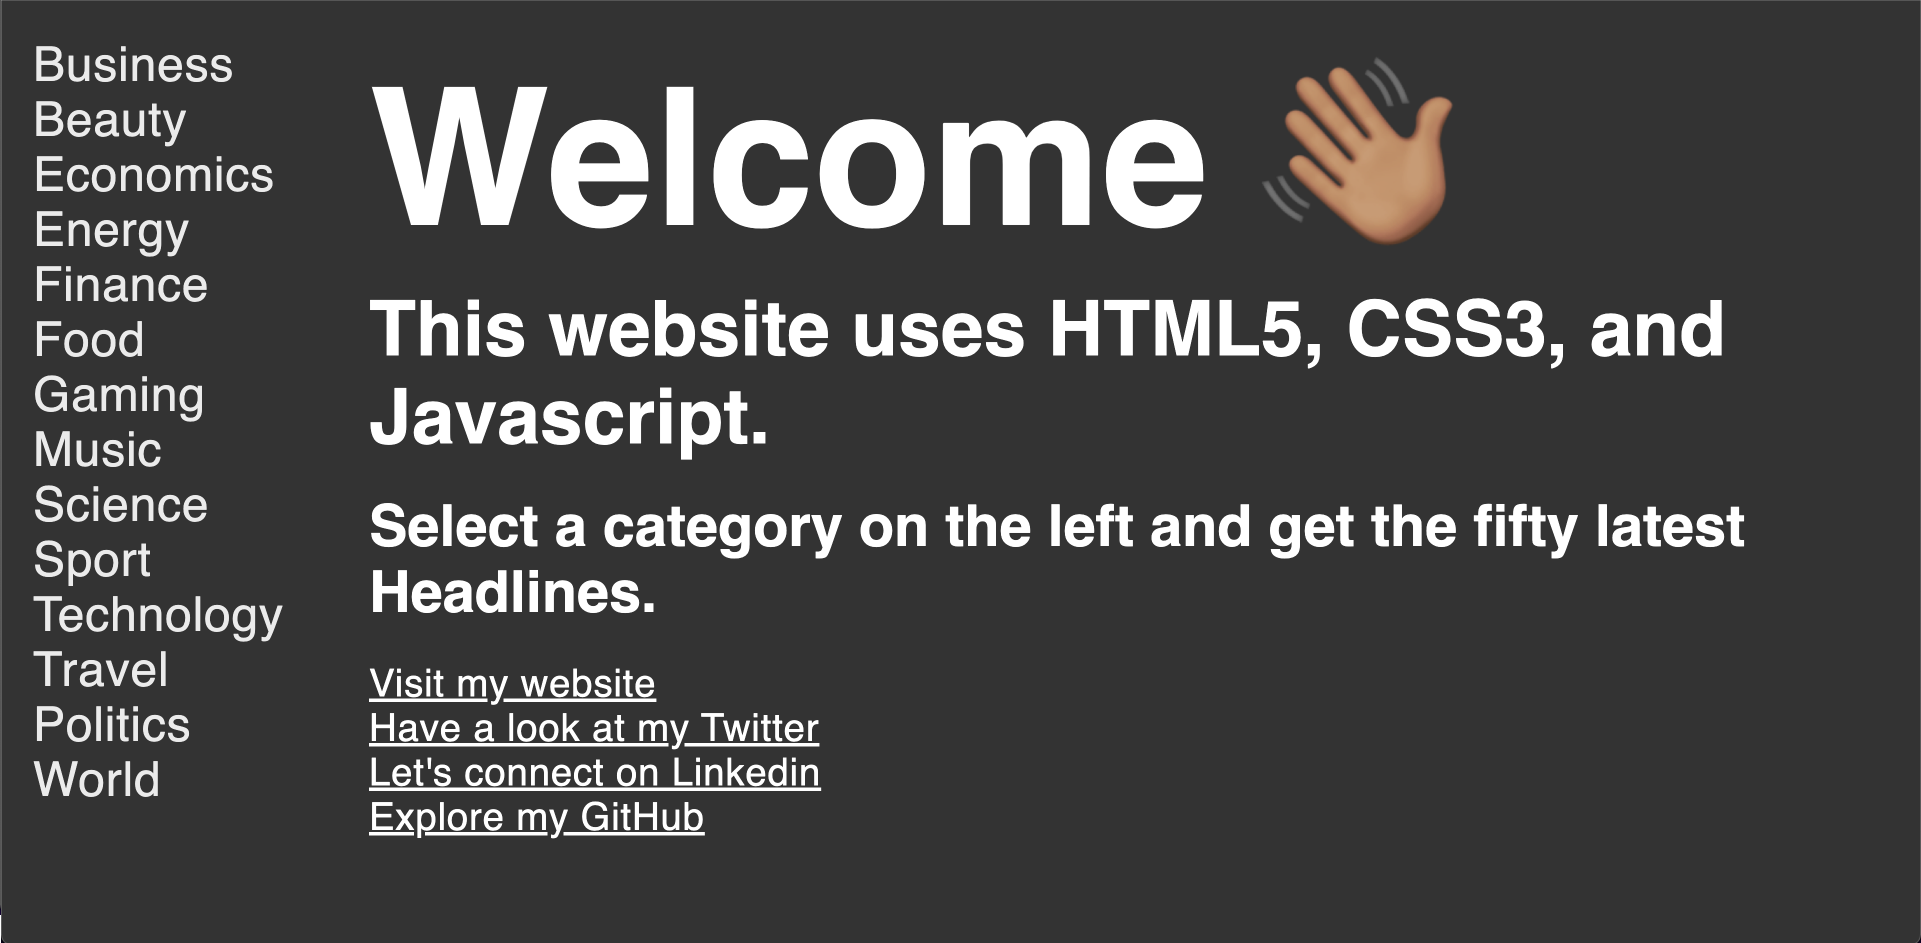 Business
Beauty
Economics
Energy
Finance
Food
Gaming
Music
Science
Sport
Technology
Travel
Politics
World
Welcome 👋🏽
This website uses HTML5, CSS3, and
Javascript.
Select a category on the left and get the fifty latest
Headlines.
Visit my website
Have a look at my Twitter
Let's connect on Linkedin
Explore my GitHub